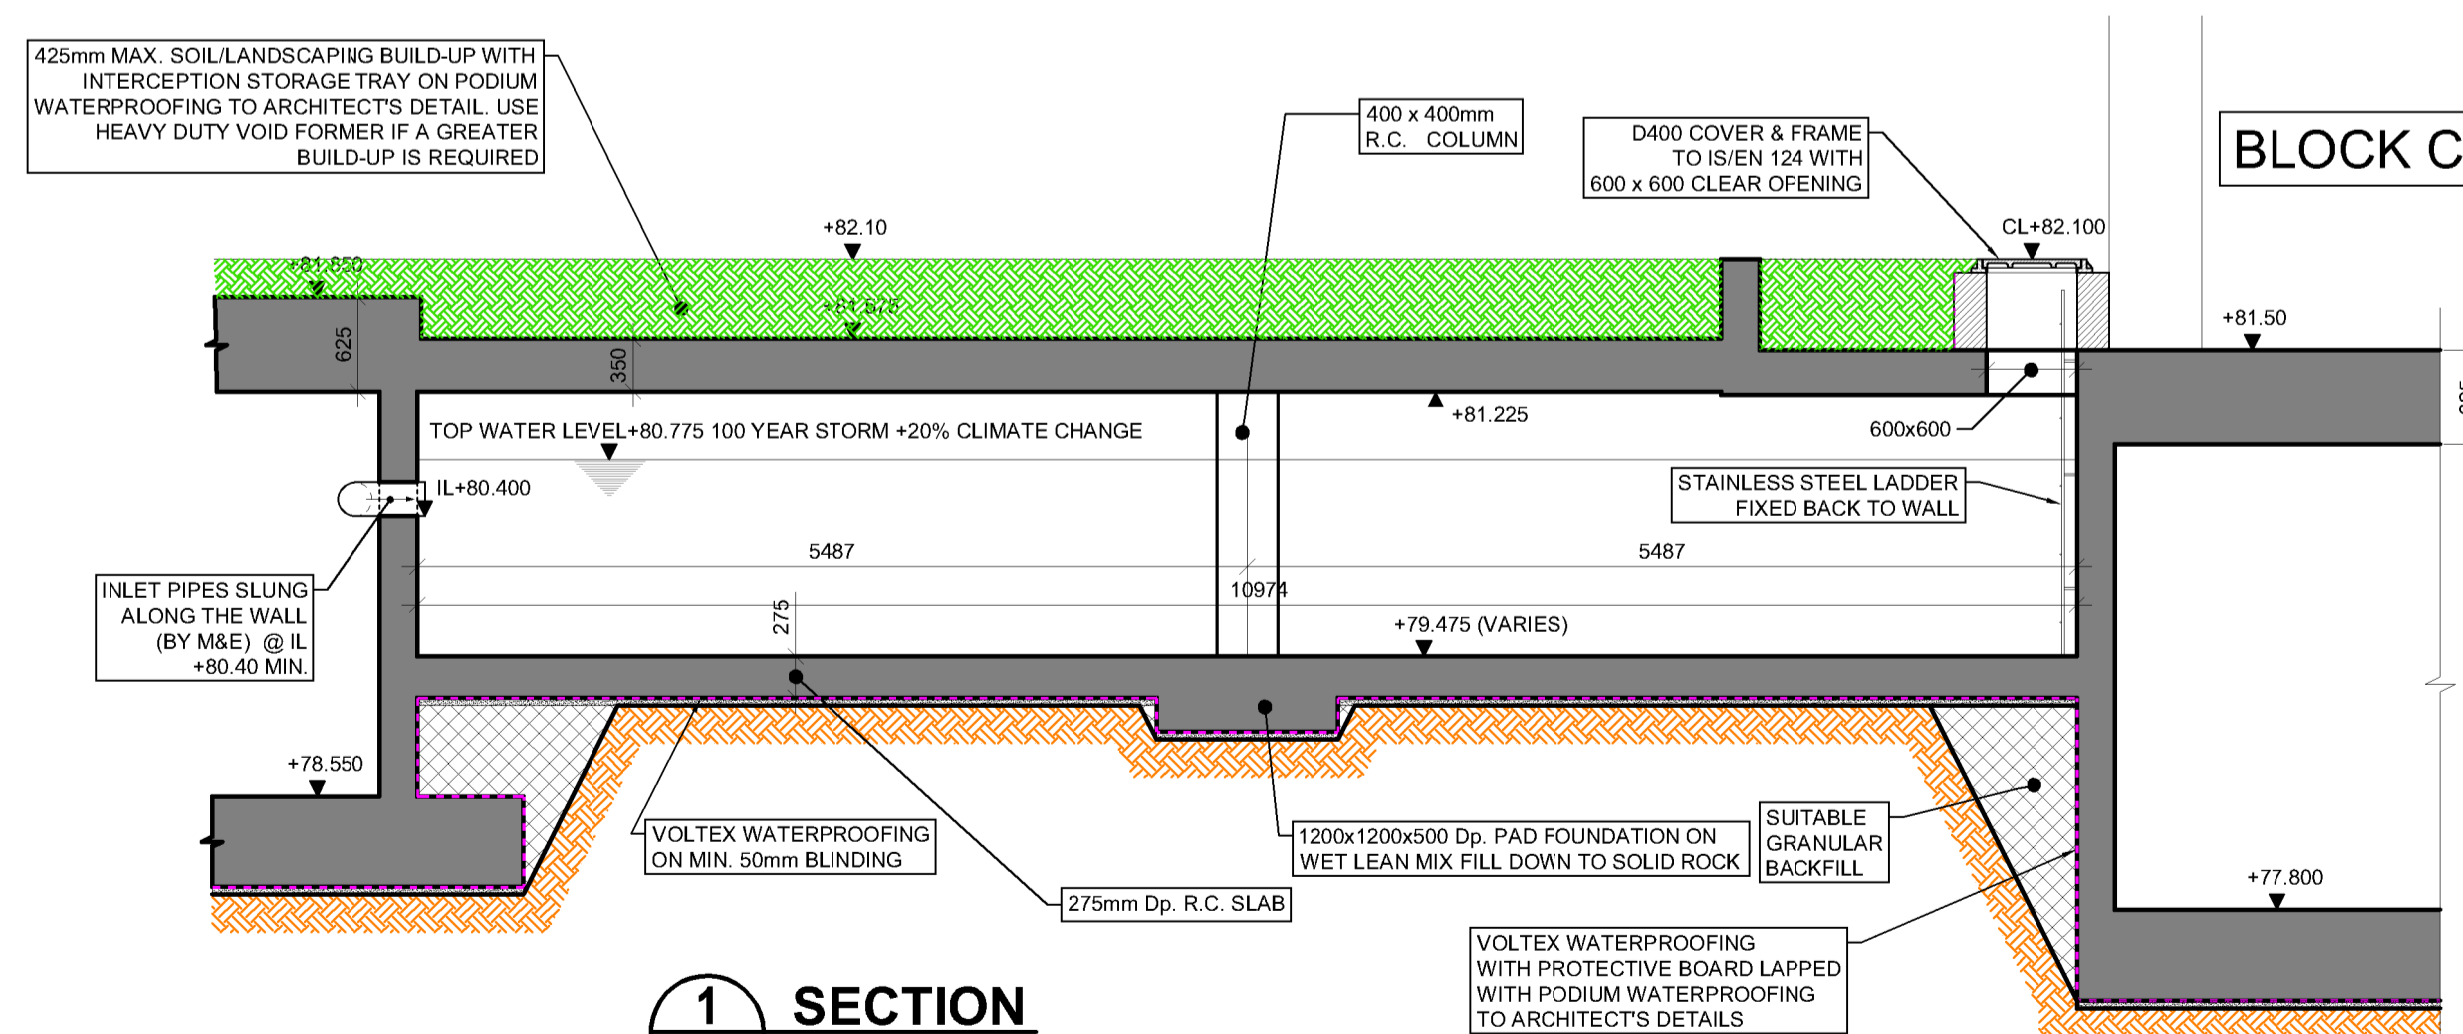 425mm MAX. SOIL/LANDSCAPING BUILD-UP WITH
INTERCEPTION STORAGE TRAY ON PODIUM
WATERPROOFING TO ARCHITECT'S DETAIL. USE
HEAVY DUTY VOID FORMER IF A GREATER
BUILD-UP IS REQUIRED
400 x 400mm
R.C. COLUMN
D400 COVER & FRAME
TO IS/EN 124 WITH
600 x 600 CLEAR OPENING
BLOCK C
+82.10
CL+82.100
+81.850
+81.575
+81.50
625
350
+81.225
TOP WATER LEVEL+80.775 100 YEAR STORM +20% CLIMATE CHANGE
600x600
IL+80.400
STAINLESS STEEL LADDER
FIXED BACK TO WALL
5487
5487
10974
INLET PIPES SLUNG
ALONG THE WALL
(BY M&E) @ IL
+80.40 MIN.
275
+79.475 (VARIES)
+78.550
VOLTEX WATERPROOFING
ON MIN. 50mm BLINDING
1200x1200x500 Dp. PAD FOUNDATION ON
WET LEAN MIX FILL DOWN TO SOLID ROCK
SUITABLE
GRANULAR
BACKFILL
+77.800
275mm Dp. R.C. SLAB
VOLTEX WATERPROOFING
WITH PROTECTIVE BOARD LAPPED
WITH PODIUM WATERPROOFING
TO ARCHITECT'S DETAILS
1 SECTION